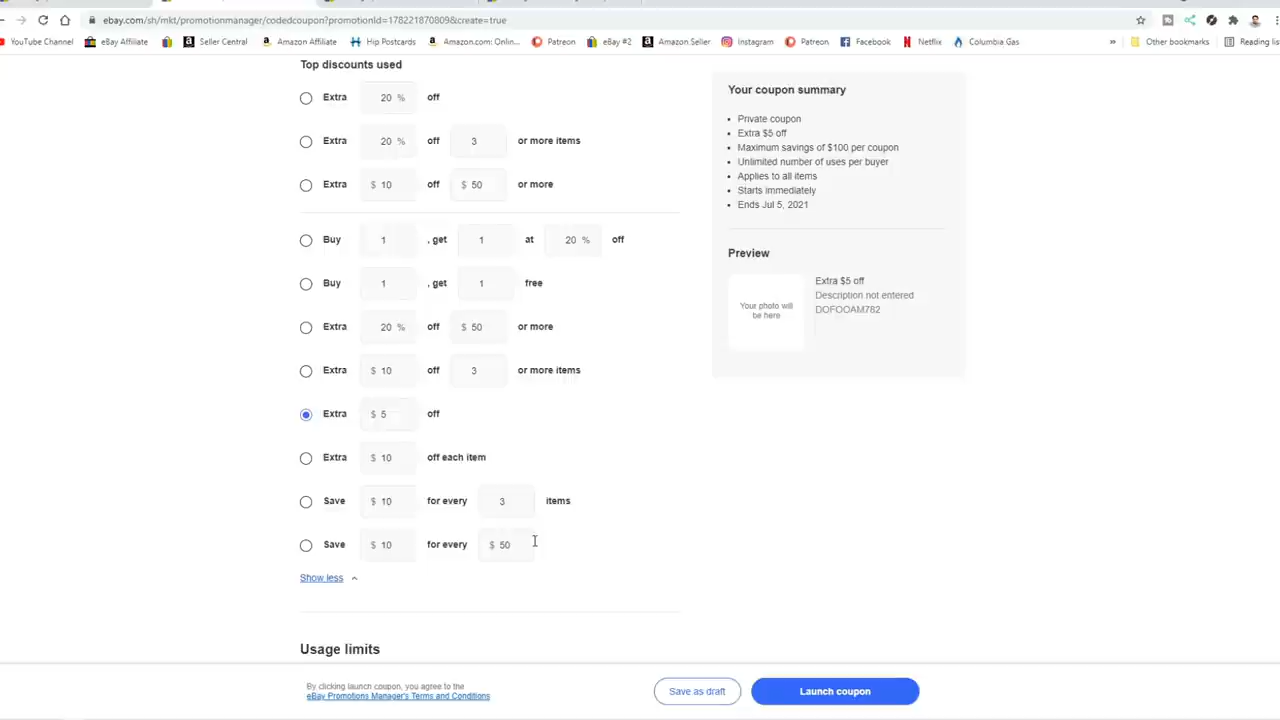 ebay.com/sh/mkt/promotionmanager/codedcoupon?promotionId=178221870809&create=true
YouTube Channel eBay Affiliate Seller Central Amazon Affiliate Hip Postcards Amazon.com: Onlin... Patreon eBay #2 Amazon Seller Instagram Patreon Facebook Netflix Columbia Gas » Other bookmarks Reading list
Top discounts used
Extra 20 % off
Extra 20 % off 3 or more items
Extra $ 10 off $ 50 or more
Buy 1 , get 1 at 20 % off
Buy 1 , get 1 free
Extra 20 % off $ 50 or more
Extra $ 10 off 3 or more items
Extra $ 5 off
Extra $ 10 off each item
Save $ 10 for every 3 items
Save $ 10 for every $ 50
Show less
Usage limits
Your coupon summary
Private coupon
Extra $5 off
Maximum savings of $100 per coupon
Unlimited number of uses per buyer
Applies to all items
Starts immediately
Ends Jul 5, 2021
Preview
Your photo will
be here
Extra $5 off
Description not entered
DOFOOAM782
By clicking launch coupon, you agree to the
eBay Promotions Manager's Terms and Conditions
Save as draft
Launch coupon